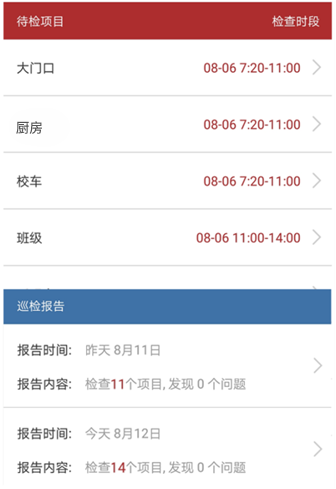 待检项目 检查时段
大门口 08-06 7:20-11:00
厨房 08-06 7:20-11:00
校车 08-06 7:20-11:00
班级 08-06 11:00-14:00
巡检报告
报告时间: 昨天 8月11日
报告内容: 检查11个项目, 发现 0 个问题
报告时间: 今天 8月12日
报告内容: 检查14个项目, 发现 0 个问题